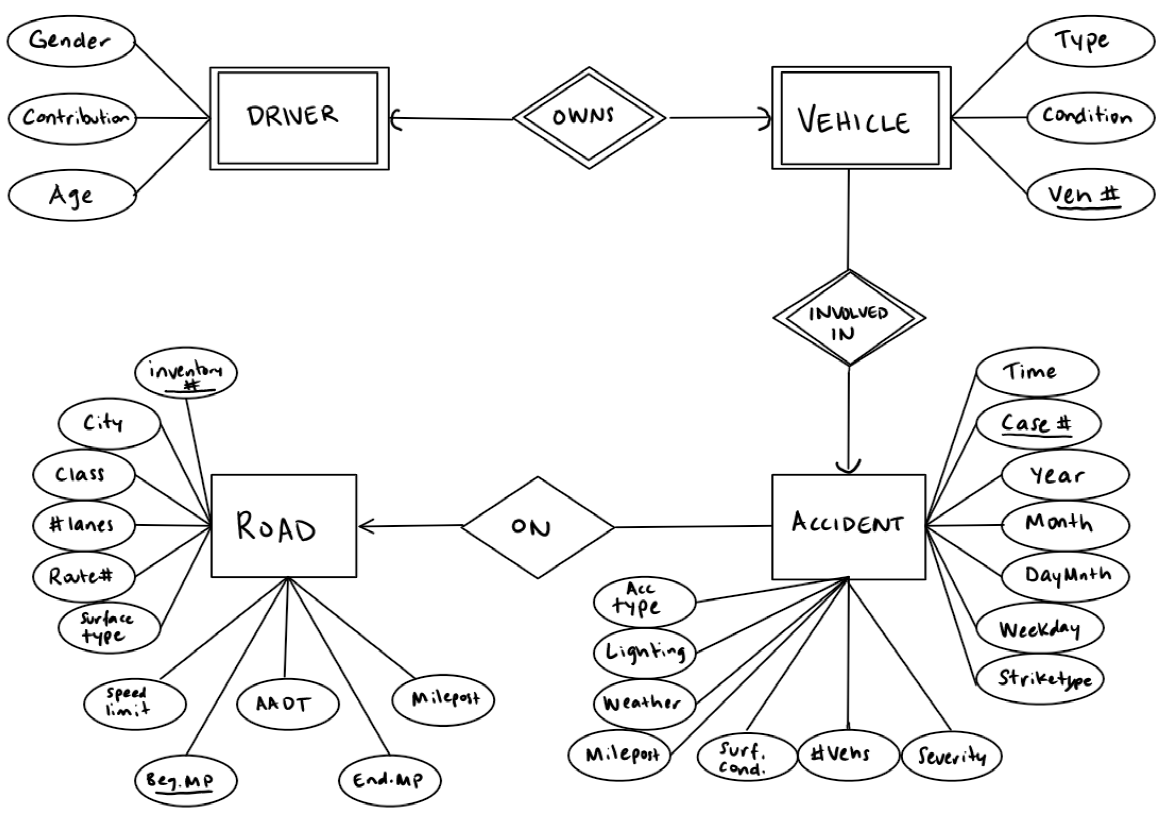 Gender
Contribution
Age
DRIVER
OWNS
VEHICLE
Type
Condition
Ven #
INVOLVED
IN
inventory
#
City
Class
#lanes
Route#
Surface
type
ROAD
ON
ACCIDENT
Time
Case #
Year
Month
DayMnth
Weekday
Striketype
Speed
limit
AADT
Milepost
Beg.MP
End.MP
Acc
type
Lighting
Weather
Milepost
Surf.
Cond.
#Vehs
Severity